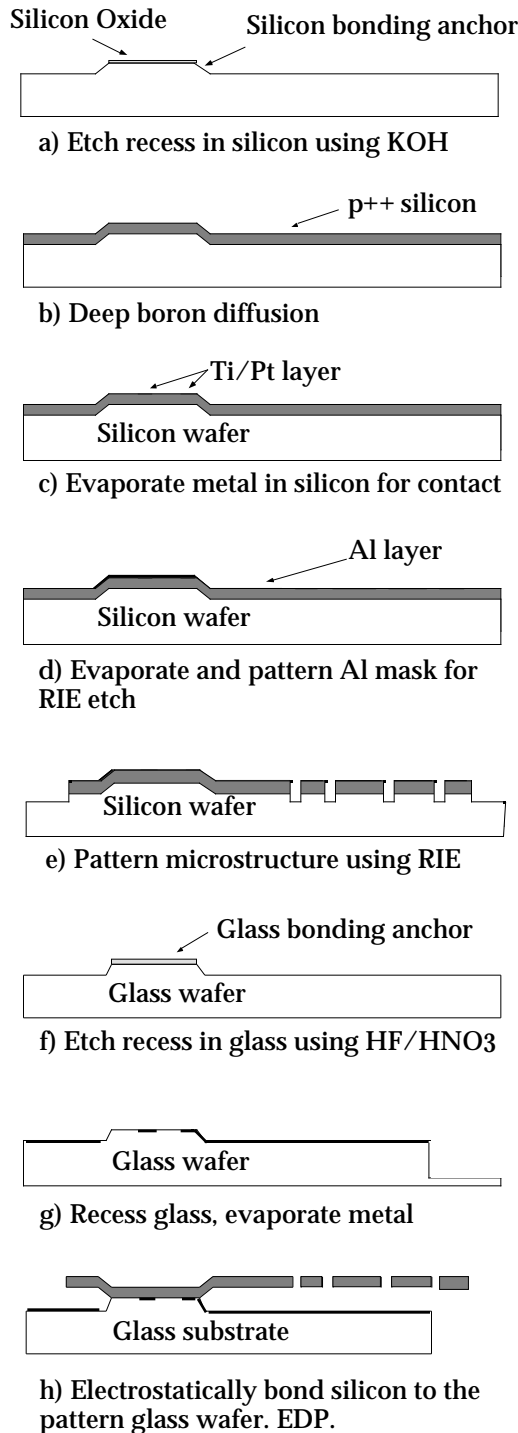 Silicon Oxide
Silicon bonding anchor
a) Etch recess in silicon using KOH
p++ silicon
b) Deep boron diffusion
Ti/Pt layer
Silicon wafer
c) Evaporate metal in silicon for contact
Al layer
Silicon wafer
d) Evaporate and pattern Al mask for
RIE etch
Silicon wafer
e) Pattern microstructure using RIE
Glass bonding anchor
Glass wafer
f) Etch recess in glass using HF/HNO3
Glass wafer
g) Recess glass, evaporate metal
Glass substrate
h) Electrostatically bond silicon to the
pattern glass wafer. EDP.